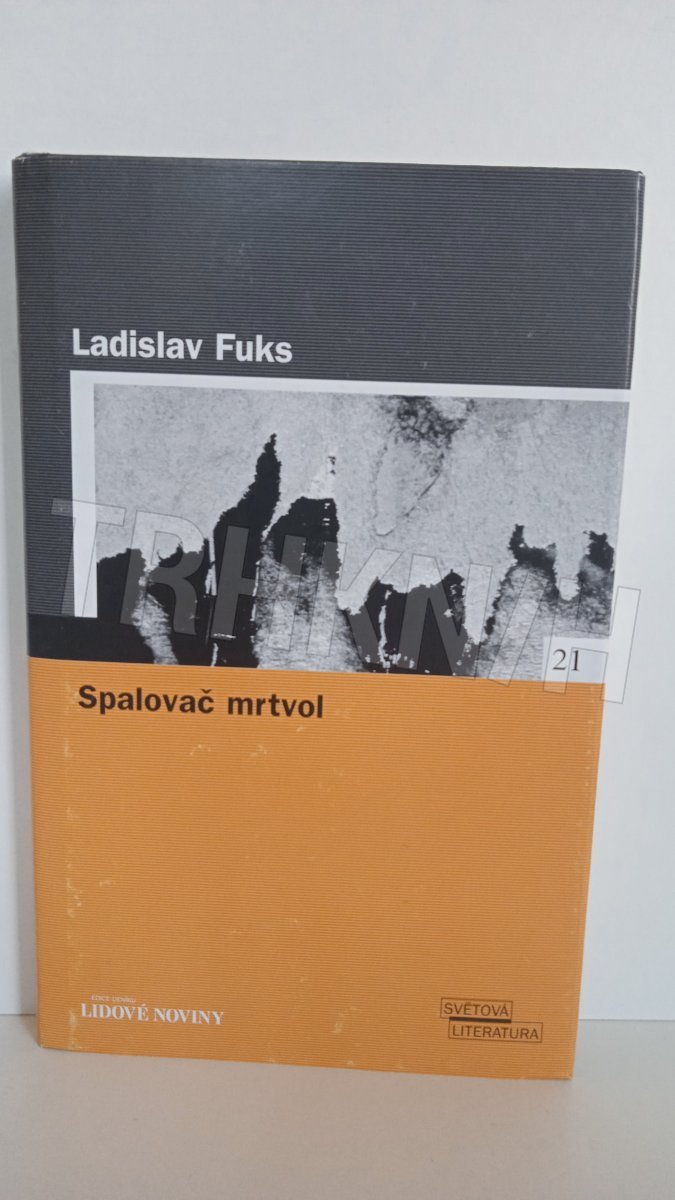 Ladislav Fuks
TRHKNIH
21
Spalovač mrtvol
EDICE DENÍKU
LIDOVÉ NOVINY
SVĚTOVÁ
LITERATURA